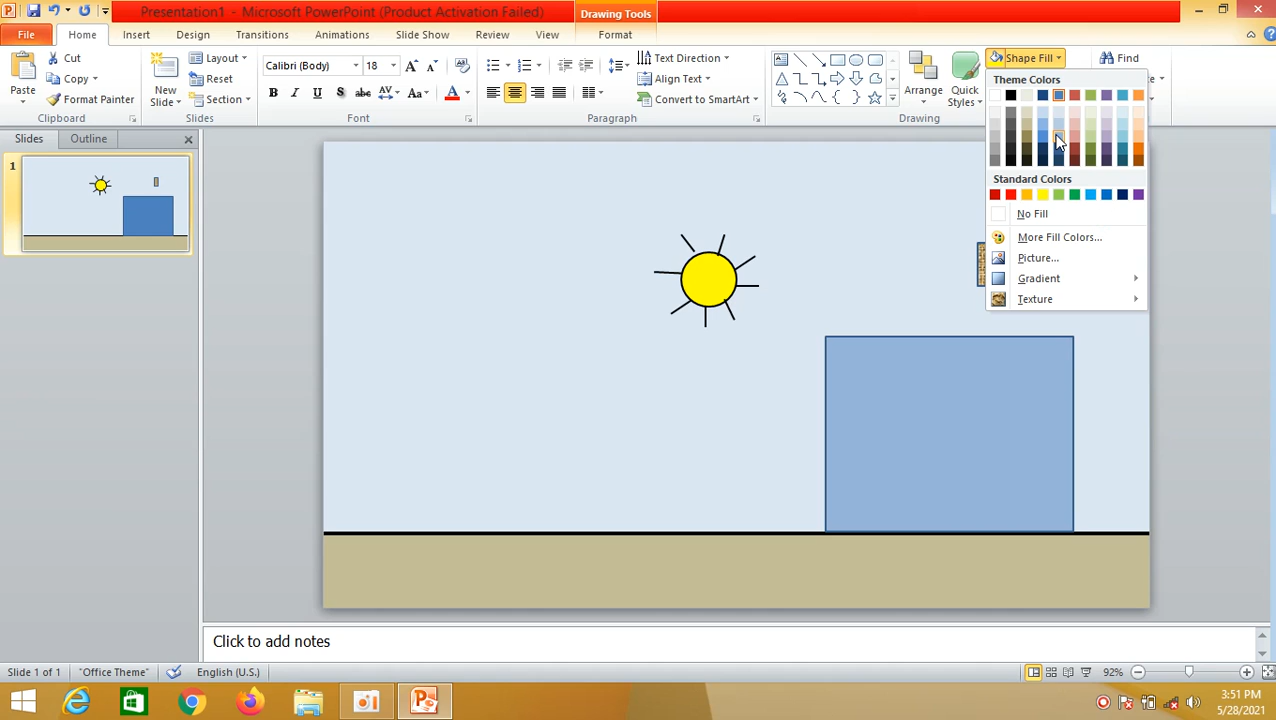 Presentation1 - Microsoft PowerPoint (Product Activation Failed)
Drawing Tools
File Home Insert Design Transitions Animations Slide Show Review View Format
Paste
Cut
Copy
Format Painter
Clipboard
New Slide
Layout
Reset
Section
Slides
Calibri (Body) 18
B I U S abc AV Aa A
Font
Text Direction
Align Text
Convert to SmartArt
Paragraph
Arrange
Quick Styles
Drawing
Shape Fill
Find
Theme Colors
Standard Colors
No Fill
More Fill Colors...
Picture...
Gradient
Texture
Slides Outline
1
Click to add notes
Slide 1 of 1 "Office Theme" English (U.S.) 92%
3:51 PM
5/28/2021